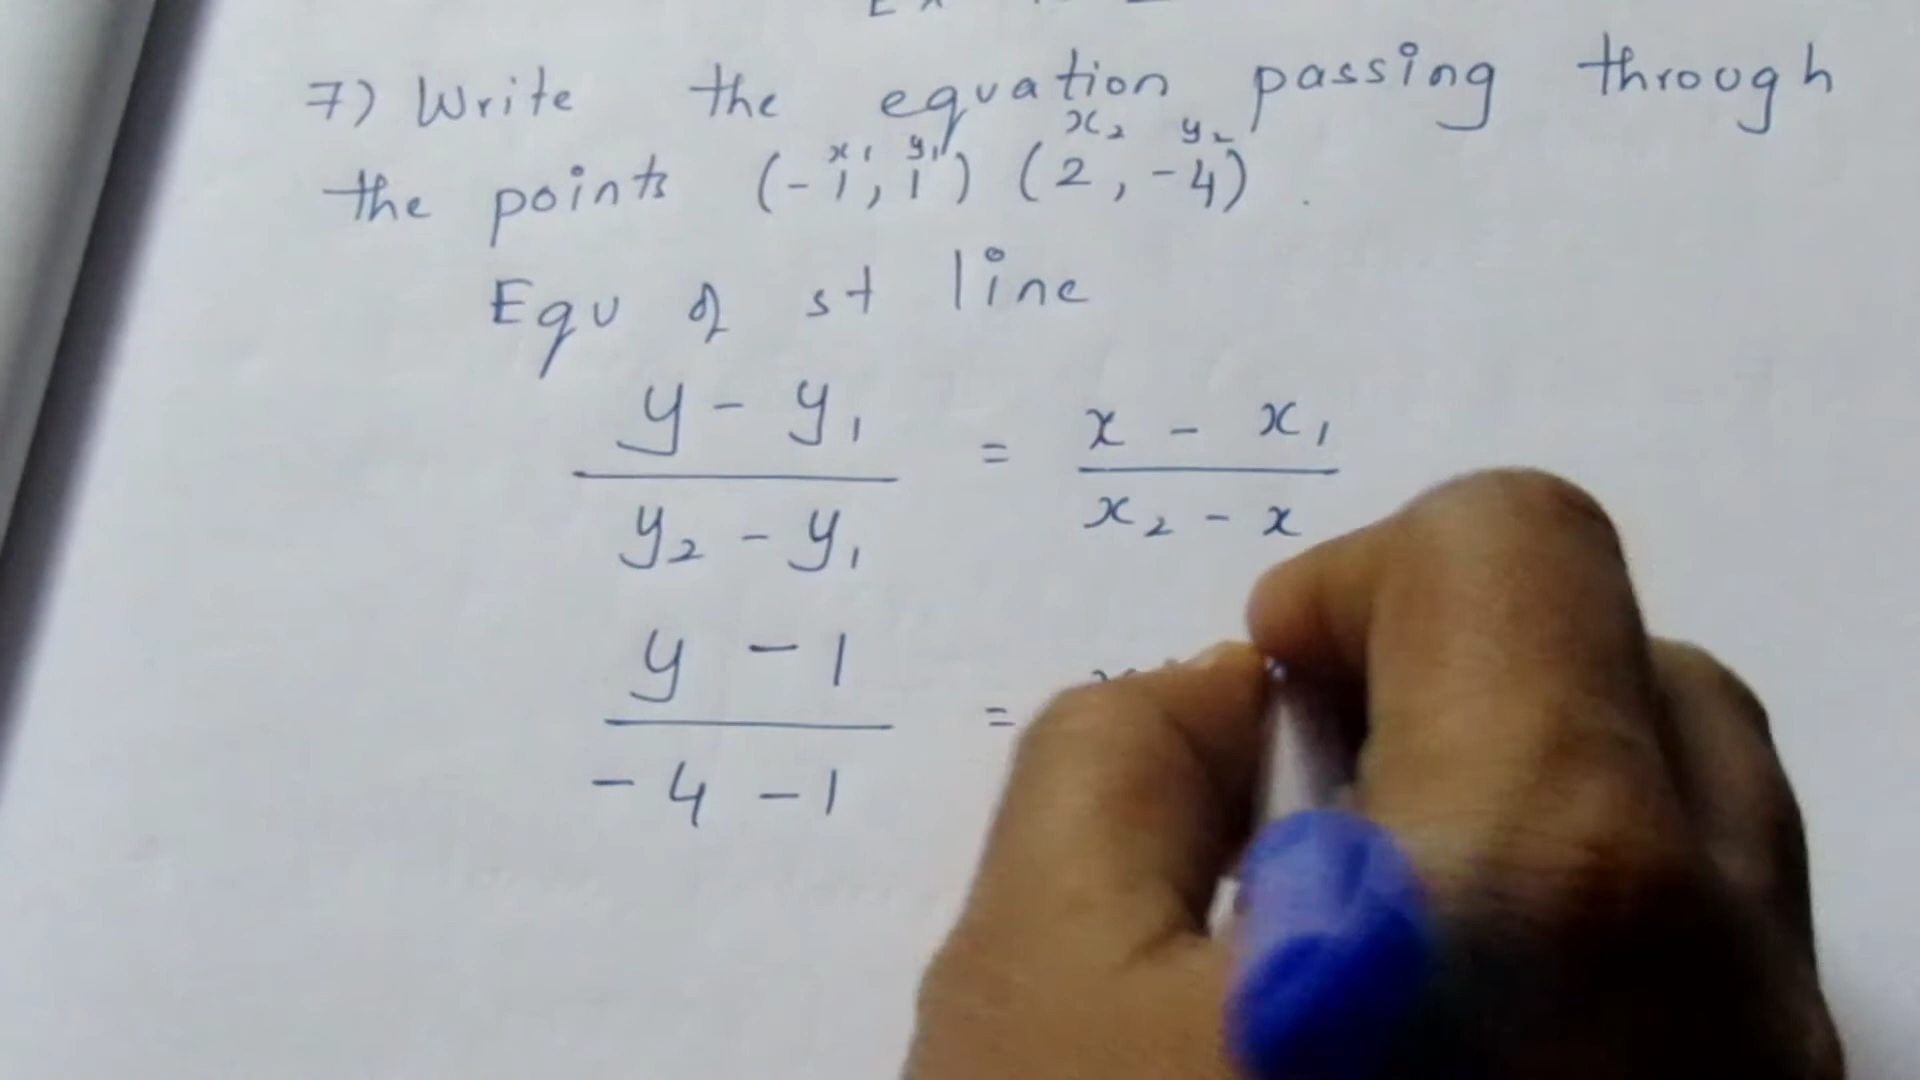 7) Write the equation passing through
x₂ y₂
x₁ y₁
the points (-1, 1) (2, -4).
Equ of st line
y - y₁ / y₂ - y₁ = x - x₁ / x₂ - x
y - 1 / -4 - 1 =